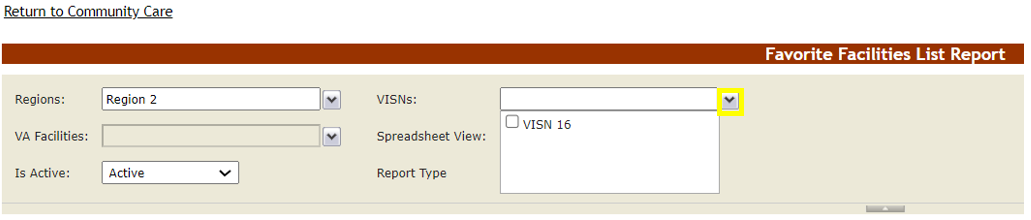 Return to Community Care
Favorite Facilities List Report
Regions: Region 2 VISNs:
VISN 16
VA Facilities: Spreadsheet View:
Is Active: Active Report Type